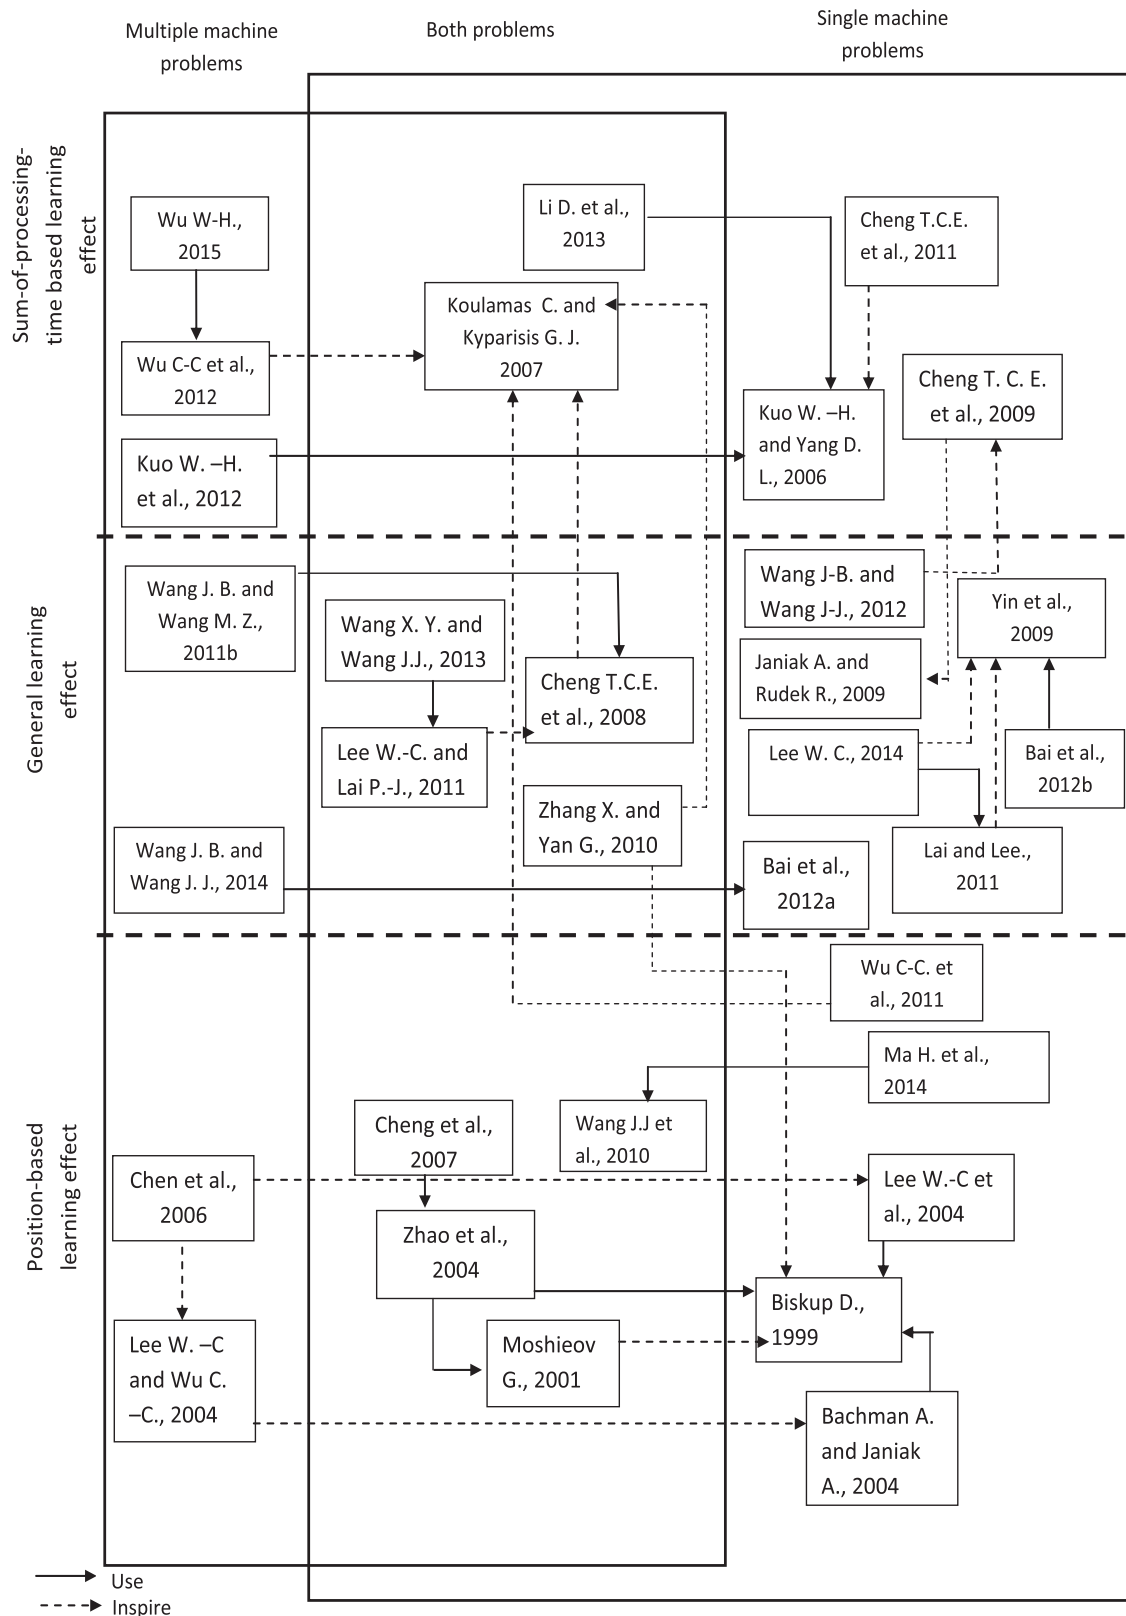 Multiple machine
problems
Both problems
Single machine
problems
Sum-of-processing-
time based learning
effect
Wu W-H.,
2015
Li D. et al.,
2013
Cheng T.C.E.
et al., 2011
Koulamas C. and
Kyparisis G. J.
2007
Wu C-C et al.,
2012
Kuo W. –H.
and Yang D.
L., 2006
Cheng T. C. E.
et al., 2009
Kuo W. –H.
et al., 2012
General learning
effect
Wang J. B. and
Wang M. Z.,
2011b
Wang X. Y. and
Wang J.J., 2013
Cheng T.C.E.
et al., 2008
Lee W.-C. and
Lai P.-J., 2011
Zhang X. and
Yan G., 2010
Wang J-B. and
Wang J-J., 2012
Yin et al.,
2009
Janiak A. and
Rudek R., 2009
Lee W. C., 2014
Bai et al.,
2012b
Lai and Lee.,
2011
Wang J. B. and
Wang J. J., 2014
Bai et al.,
2012a
Position-based
learning effect
Wu C-C. et
al., 2011
Ma H. et al.,
2014
Wang J.J et
al., 2010
Cheng et al.,
2007
Chen et al.,
2006
Lee W.-C et
al., 2004
Zhao et al.,
2004
Biskup D.,
1999
Lee W. –C
and Wu C.
–C., 2004
Moshieov
G., 2001
Bachman A.
and Janiak
A., 2004
Use
Inspire